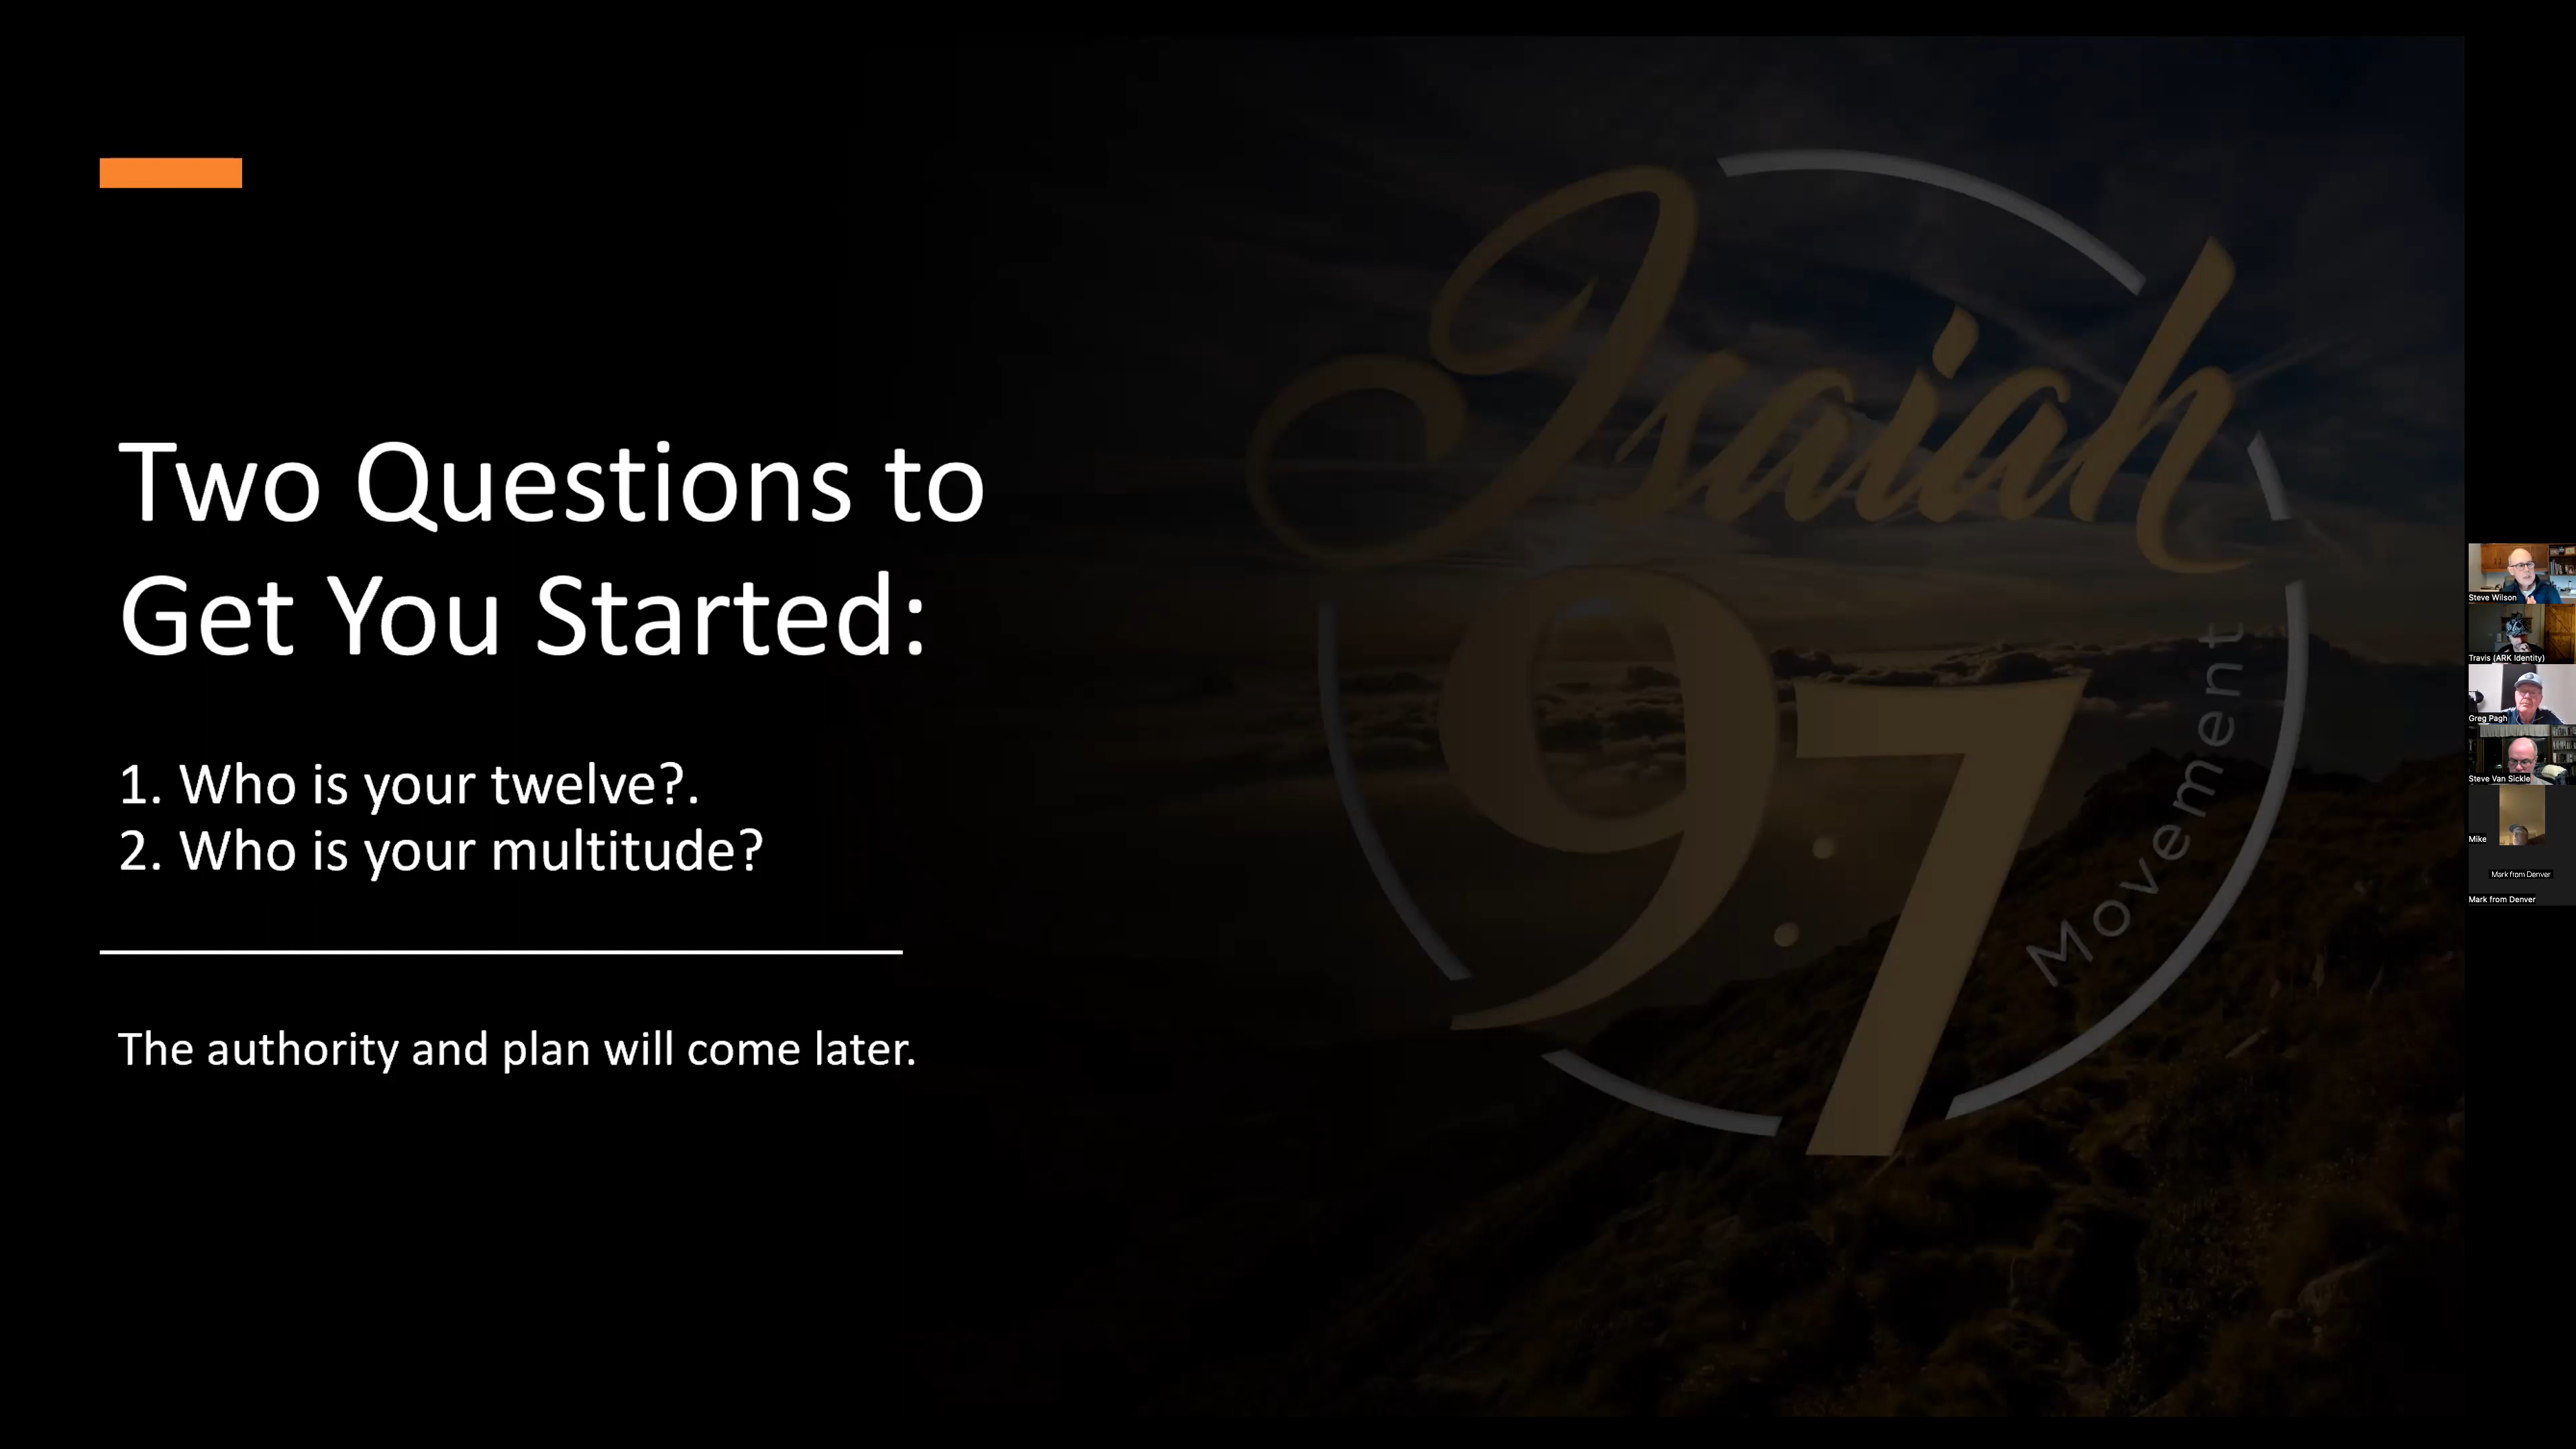 Two Questions to
Get You Started:
1. Who is your twelve?.
2. Who is your multitude?
The authority and plan will come later.
Isaiah
9:7
Movement
Steve Wilson
Travis (ARK Identity)
Greg Pagh
Steve Van Sickle
Mike
Mark from Denver
Mark from Denver